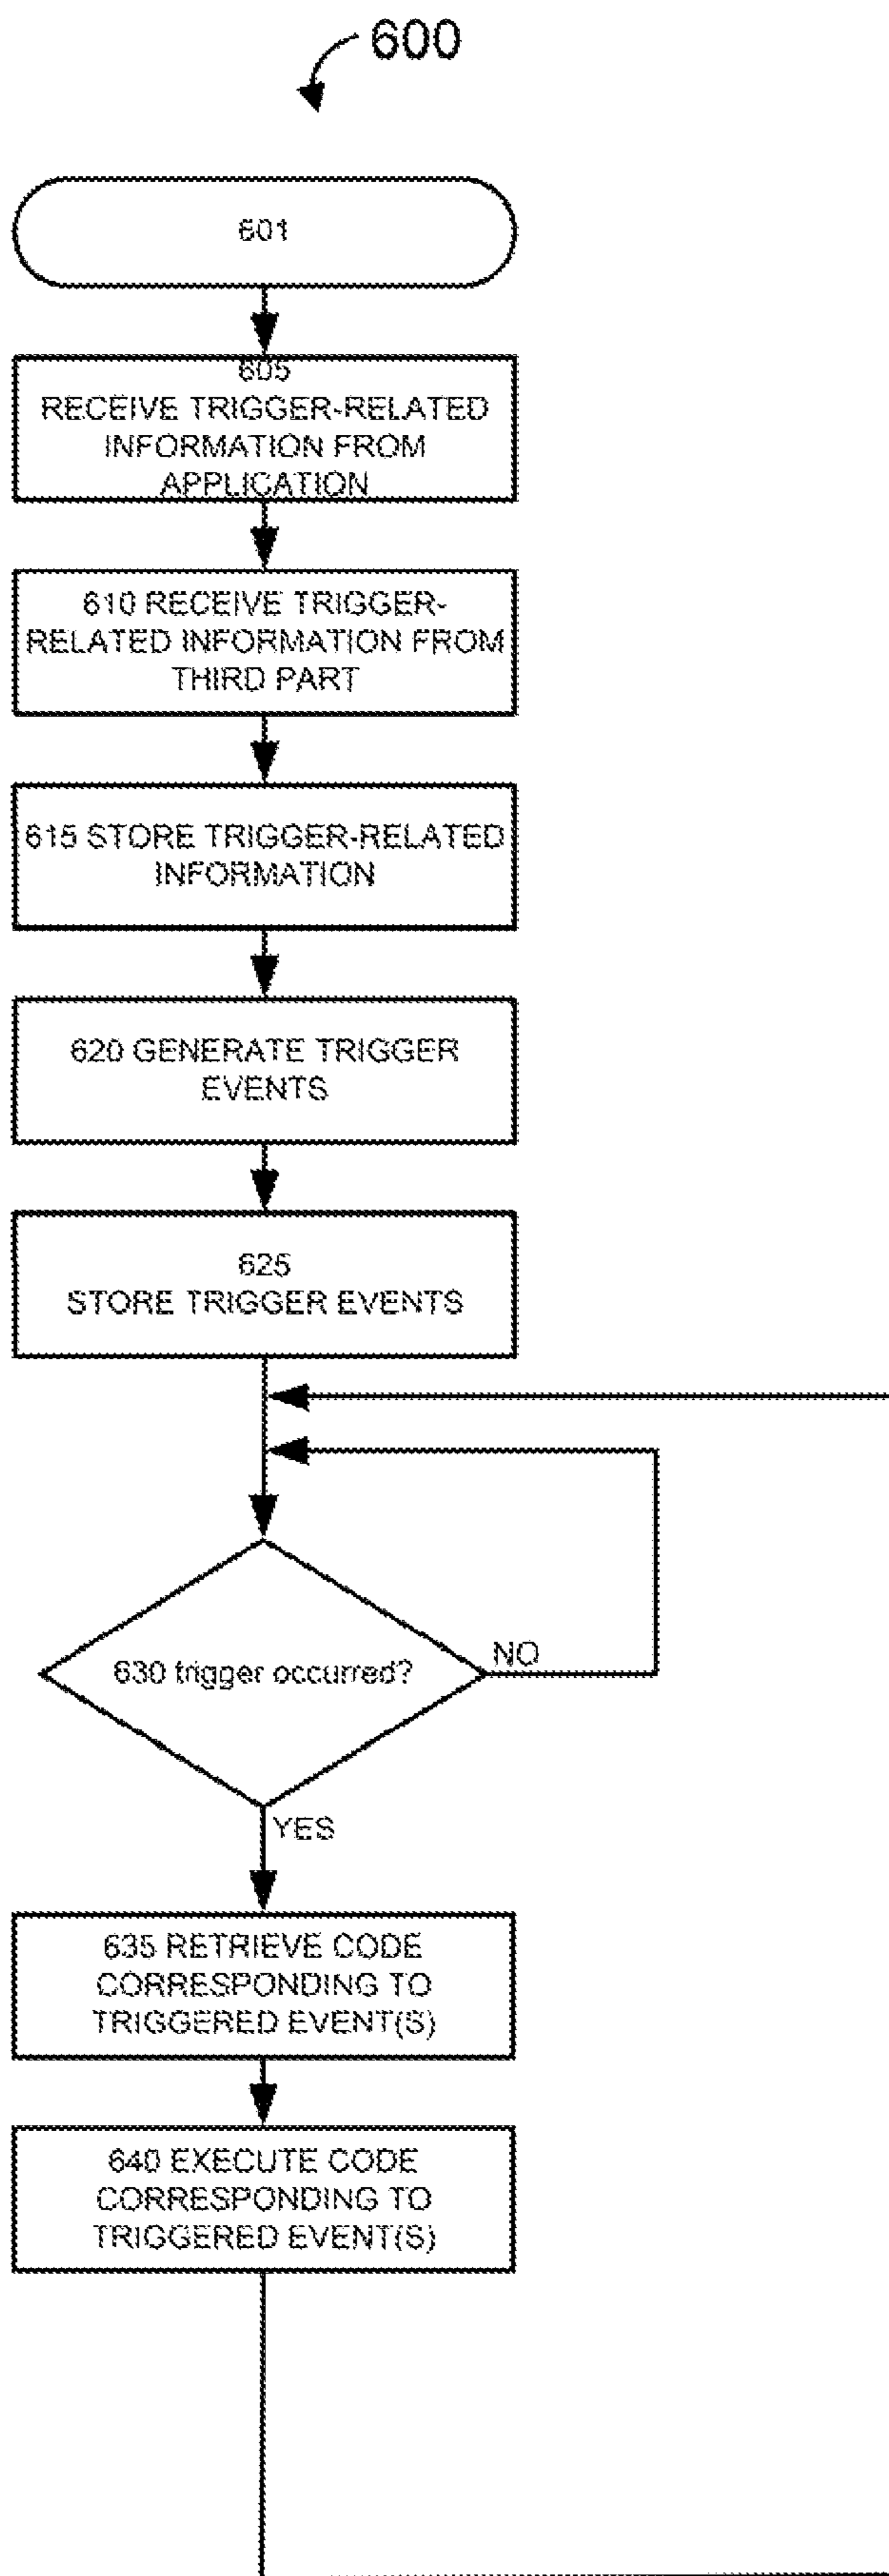 600
601
605
RECEIVE TRIGGER-RELATED
INFORMATION FROM
APPLICATION
610 RECEIVE TRIGGER-
RELATED INFORMATION FROM
THIRD PART
615 STORE TRIGGER-RELATED
INFORMATION
620 GENERATE TRIGGER
EVENTS
625
STORE TRIGGER EVENTS
630 trigger occurred?
NO
YES
635 RETRIEVE CODE
CORRESPONDING TO
TRIGGERED EVENT(S)
640 EXECUTE CODE
CORRESPONDING TO
TRIGGERED EVENT(S)